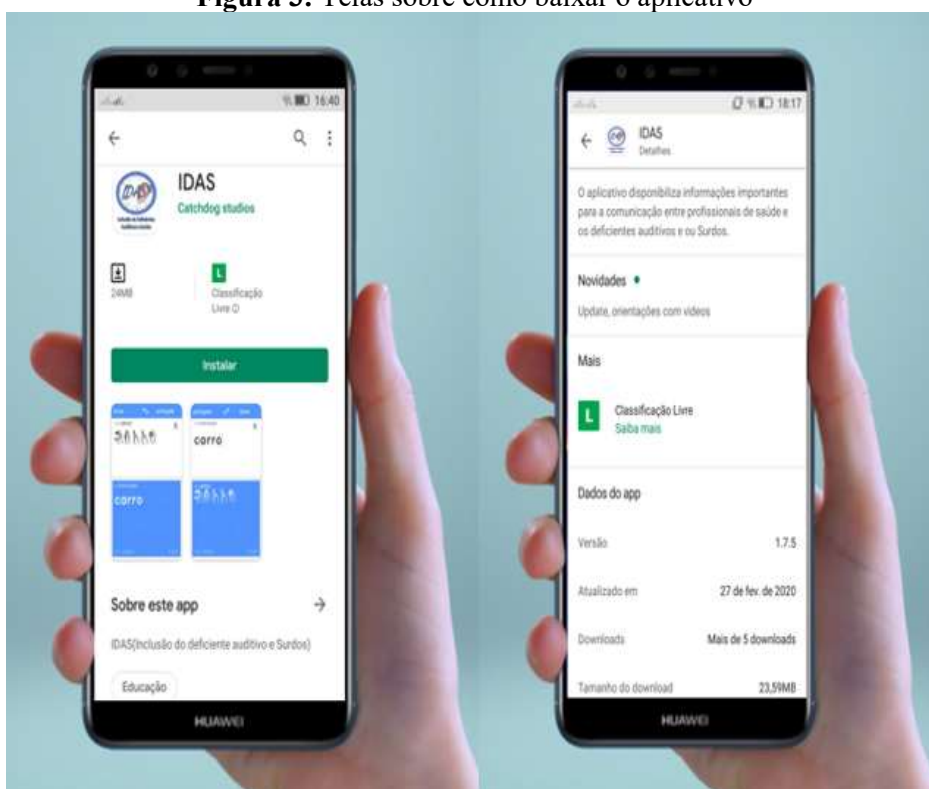 Figura 3: Telas sobre como baixar o aplicativo
16:40
IDAS
Catchdog studios
24MB
L
Classificação
Livre
Instalar
corro
corro
Sobre este app
IDAS(Inclusão do deficiente auditivo e Surdos)
Educação
HUAWEI
18:17
IDAS
Detalhes
O aplicativo disponibiliza informações importantes
para a comunicação entre profissionais de saúde e
os deficientes auditivos e ou Surdos.
Novidades
Update, orientações com vídeos
Mais
L
Classificação Livre
Saiba mais
Dados do app
Versão 1.7.5
Atualizado em 27 de fev. de 2020
Downloads Mais de 5 downloads
Tamanho do download 23,59MB
HUAWEI